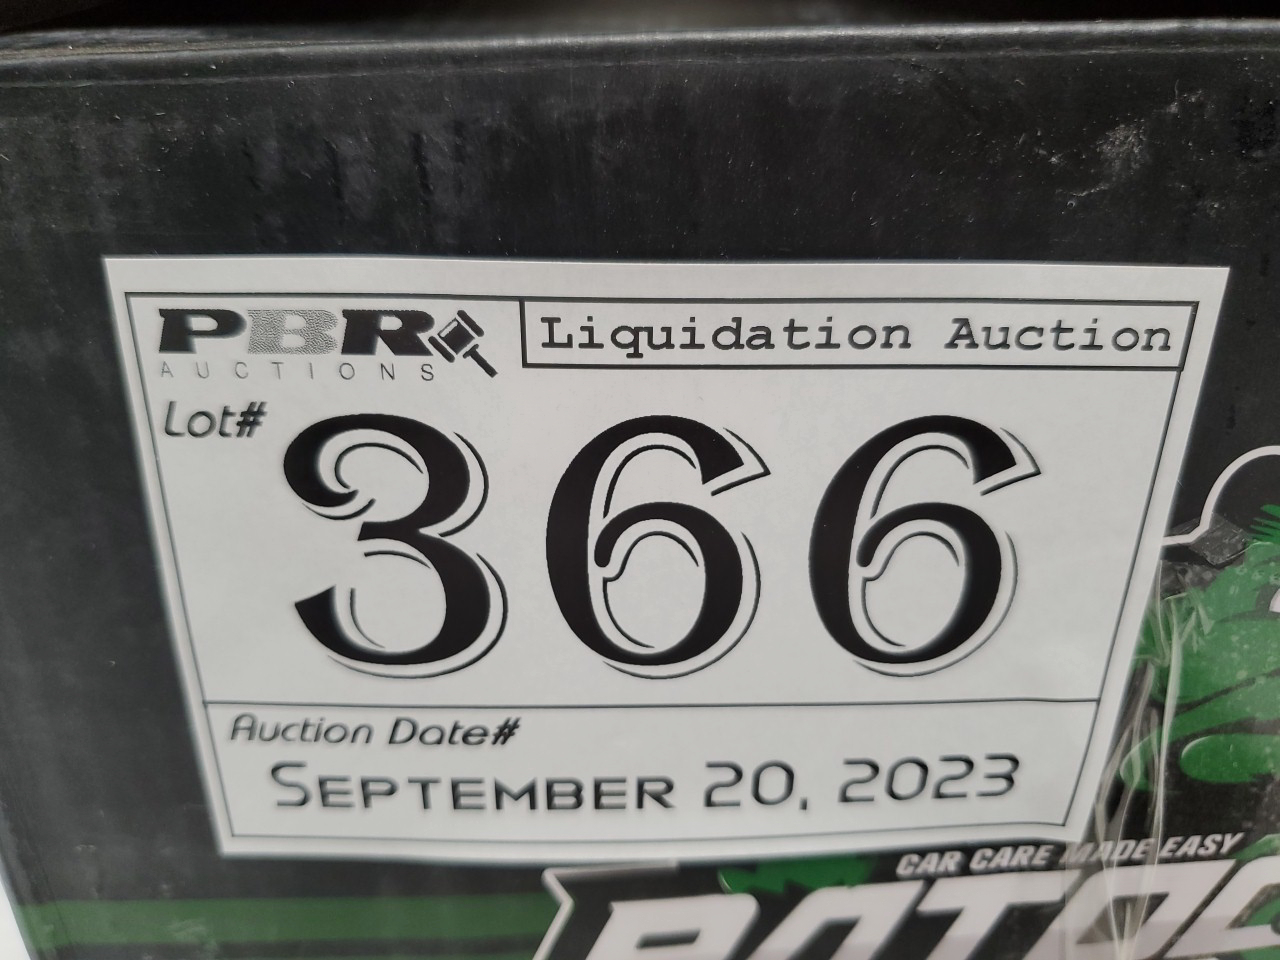 PBR
AUCTIONS
Liquidation Auction
Lot#
366
Auction Date#
SEPTEMBER 20, 2023
CAR CARE MADE EASY